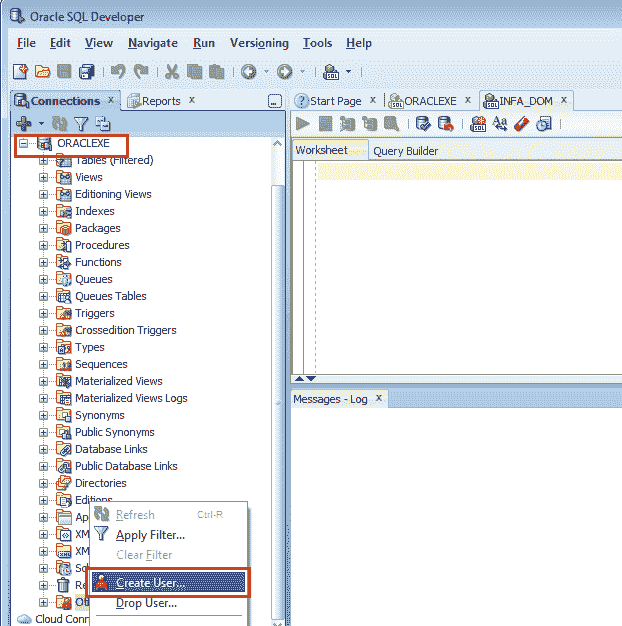 Oracle SQL Developer
File Edit View Navigate Run Versioning Tools Help
SQL
Connections x Reports x Start Page x ORACLEXE x INFA_DOM x
Worksheet Query Builder
ORACLEXE
Tables (Filtered)
Views
Editioning Views
Indexes
Packages
Procedures
Functions
Queues
Queues Tables
Triggers
Crossedition Triggers
Types
Sequences
Materialized Views
Materialized Views Logs
Messages - Log x
Synonyms
Public Synonyms
Database Links
Public Database Links
Directories
Editions
Refresh Ctrl-R
Apply Filter...
Clear Filter
Create User...
Drop User...
Ap
XM
XM
Re
Cloud Conn